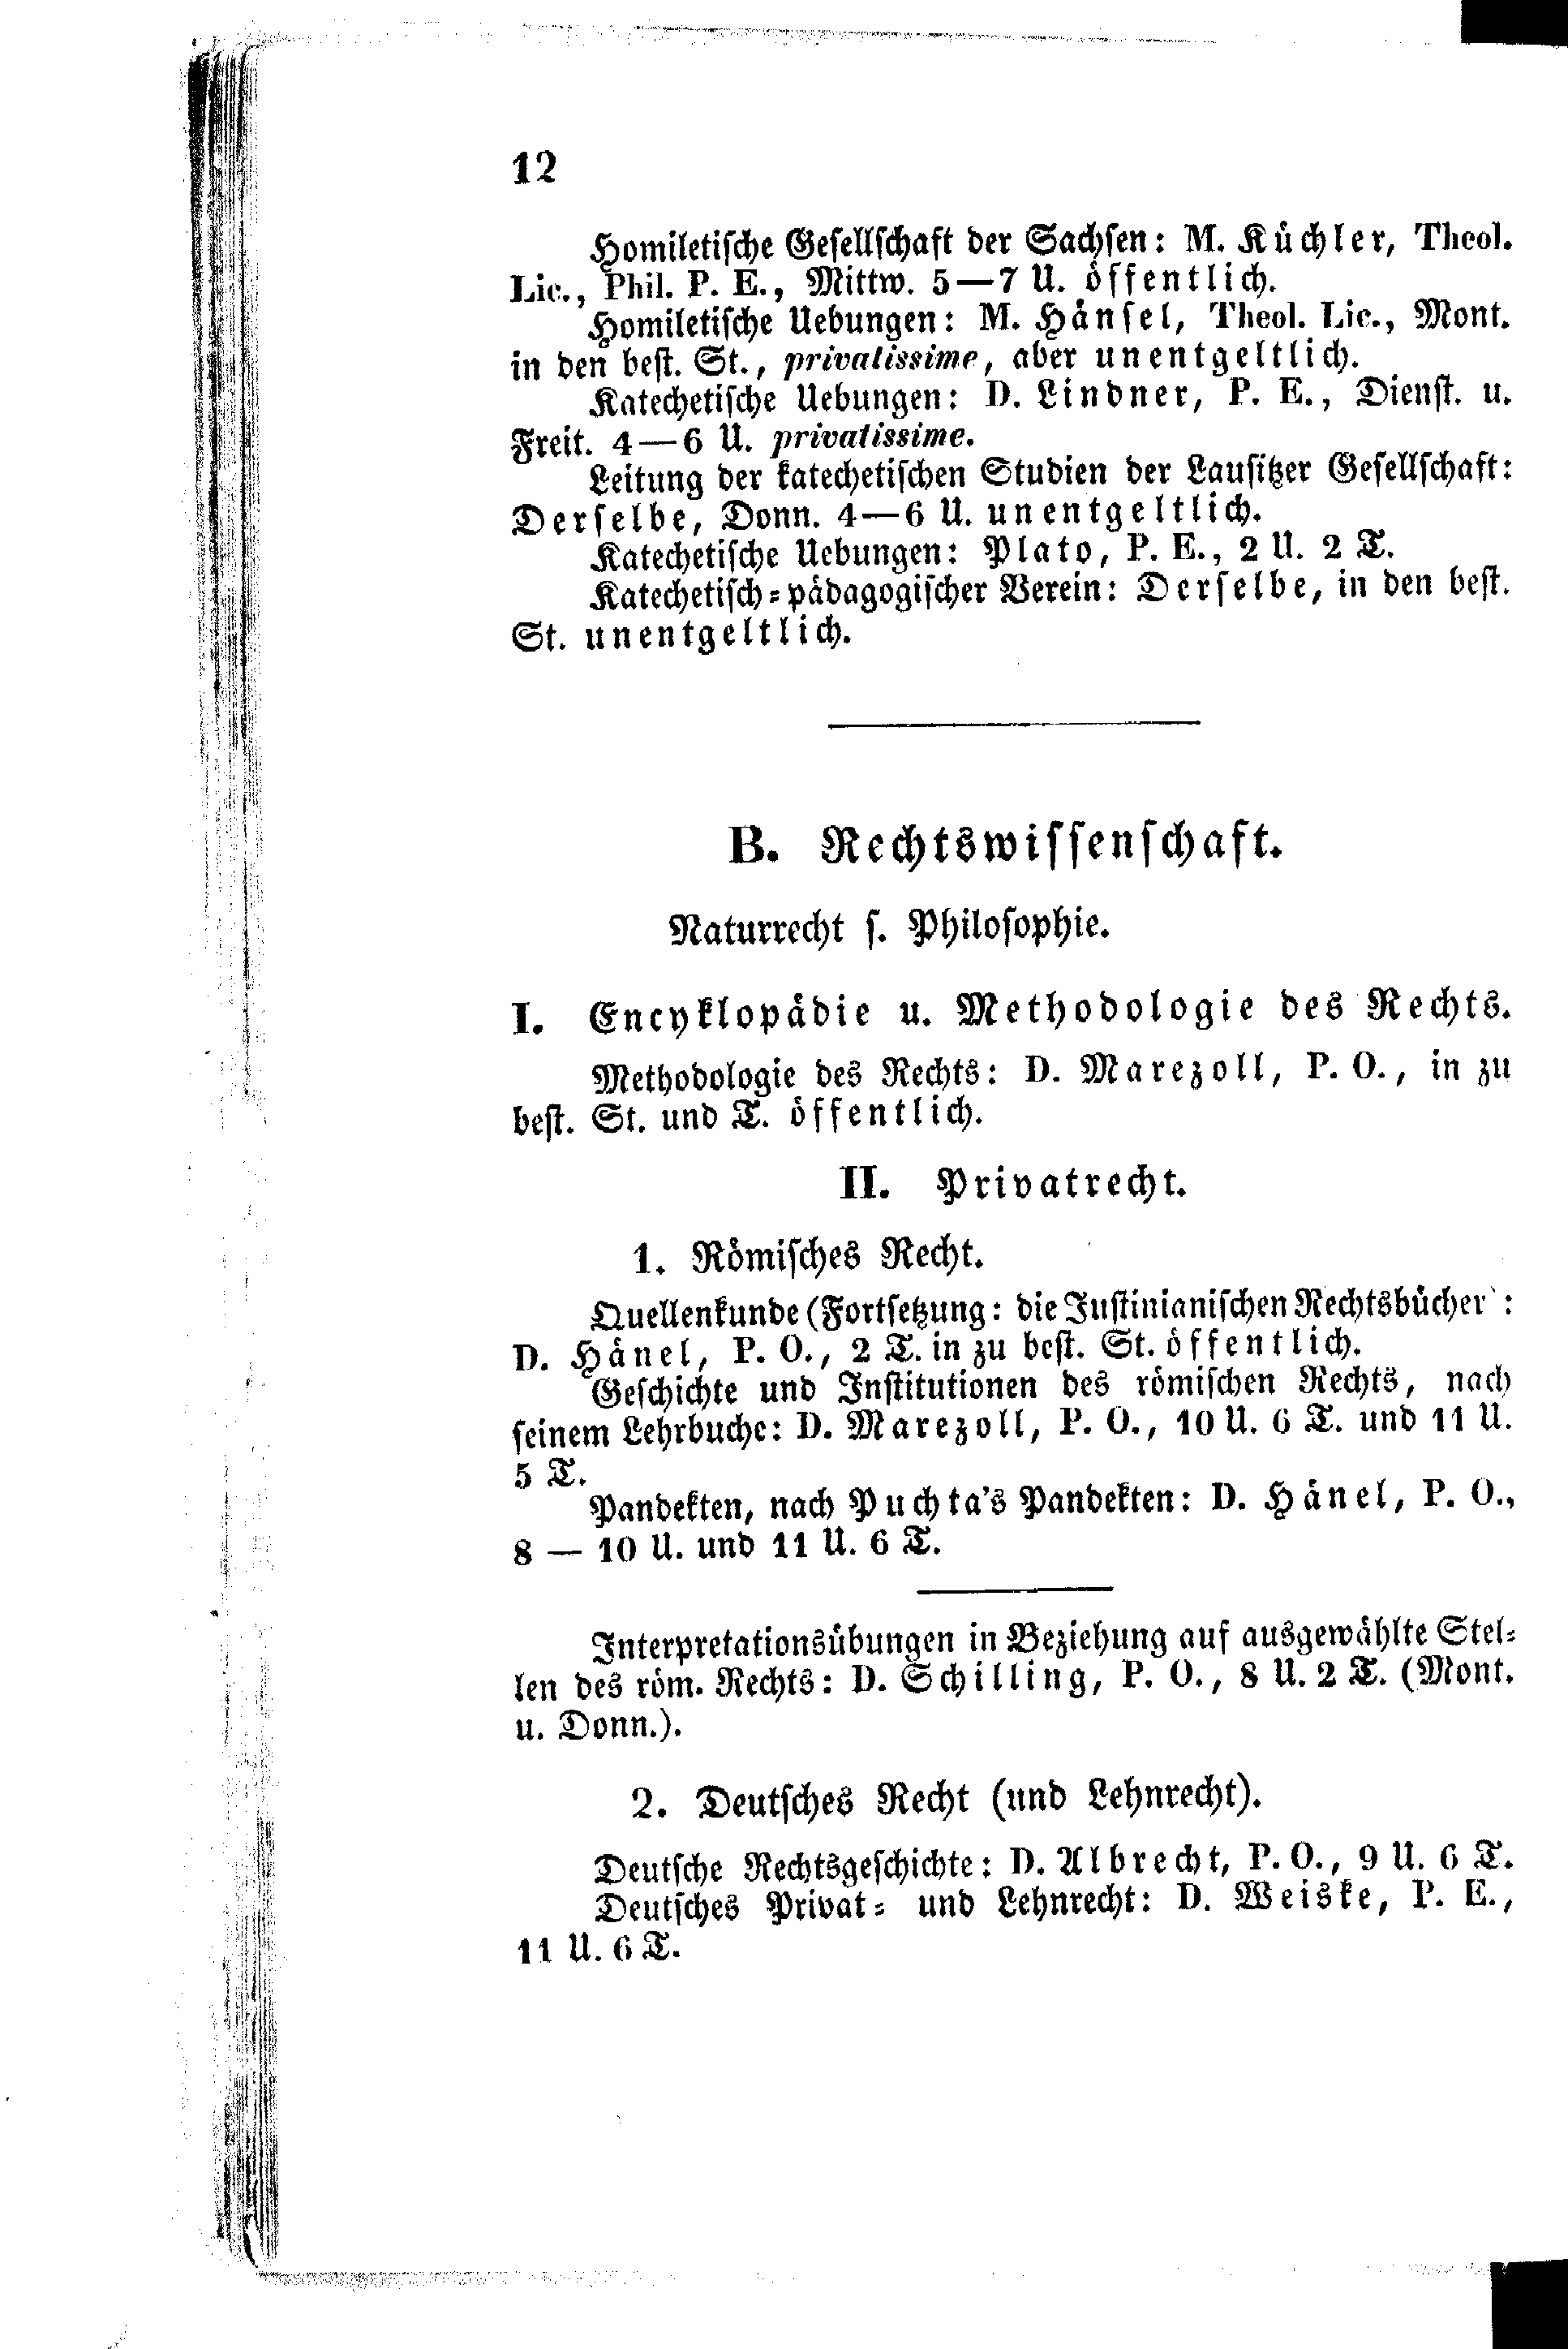 12
Homiletische Gesellschaft der Sachsen: M. Küchler, Theol.
Lic., Phil. P. E., Mittw. 5—7 U. öffentlich.
Homiletische Uebungen: M. Hänsel, Theol. Lic., Mont.
in den best. St., privatissime, aber unentgeltlich.
Katechetische Uebungen: D. Lindner, P. E., Dienst. u.
Freit. 4—6 U. privatissime.
Leitung der katechetischen Studien der Lausitzer Gesellschaft:
Derselbe, Donn. 4—6 U. unentgeltlich.
Katechetische Uebungen: Plato, P. E., 2 U. 2 T.
Katechetisch-pädagogischer Verein: Derselbe, in den best.
St. unentgeltlich.
B. Rechtswissenschaft.
Naturrecht s. Philosophie.
I. Encyklopädie u. Methodologie des Rechts.
Methodologie des Rechts: D. Marezoll, P. O., in zu
best. St. und T. öffentlich.
II. Privatrecht.
1. Römisches Recht.
Quellenkunde (Fortsetzung: die Justinianischen Rechtsbücher):
D. Hänel, P. O., 2 T. in zu best. St. öffentlich.
Geschichte und Institutionen des römischen Rechts, nach
seinem Lehrbuche: D. Marezoll, P. O., 10 U. 6 T. und 11 U.
5 T.
Pandekten, nach Puchta's Pandekten: D. Hänel, P. O.,
8 — 10 U. und 11 U. 6 T.
Interpretationsübungen in Beziehung auf ausgewählte Stel-
len des röm. Rechts: D. Schilling, P. O., 8 U. 2 T. (Mont.
u. Donn.).
2. Deutsches Recht (und Lehnrecht).
Deutsche Rechtsgeschichte: D. Albrecht, P. O., 9 U. 6 T.
Deutsches Privat- und Lehnrecht: D. Weiske, P. E.,
11 U. 6 T.